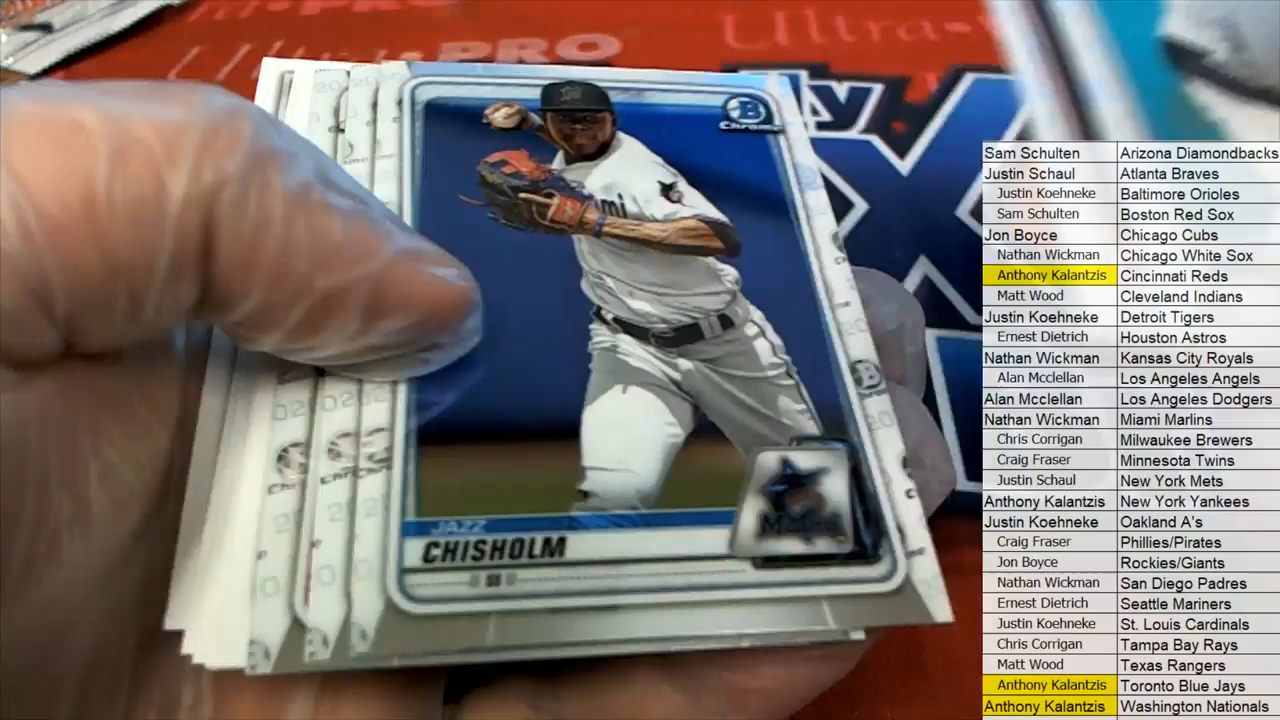 Ultra•PRO
Ultra•PRO
B
Chrome
JAZZ
CHISHOLM
SS
Sam Schulten Arizona Diamondbacks
Justin Schaul Atlanta Braves
Justin Koehneke Baltimore Orioles
Sam Schulten Boston Red Sox
Jon Boyce Chicago Cubs
Nathan Wickman Chicago White Sox
Anthony Kalantzis Cincinnati Reds
Matt Wood Cleveland Indians
Justin Koehneke Detroit Tigers
Ernest Dietrich Houston Astros
Nathan Wickman Kansas City Royals
Alan Mcclellan Los Angeles Angels
Alan Mcclellan Los Angeles Dodgers
Nathan Wickman Miami Marlins
Chris Corrigan Milwaukee Brewers
Craig Fraser Minnesota Twins
Justin Schaul New York Mets
Anthony Kalantzis New York Yankees
Justin Koehneke Oakland A's
Craig Fraser Phillies/Pirates
Jon Boyce Rockies/Giants
Nathan Wickman San Diego Padres
Ernest Dietrich Seattle Mariners
Justin Koehneke St. Louis Cardinals
Chris Corrigan Tampa Bay Rays
Matt Wood Texas Rangers
Anthony Kalantzis Toronto Blue Jays
Anthony Kalantzis Washington Nationals